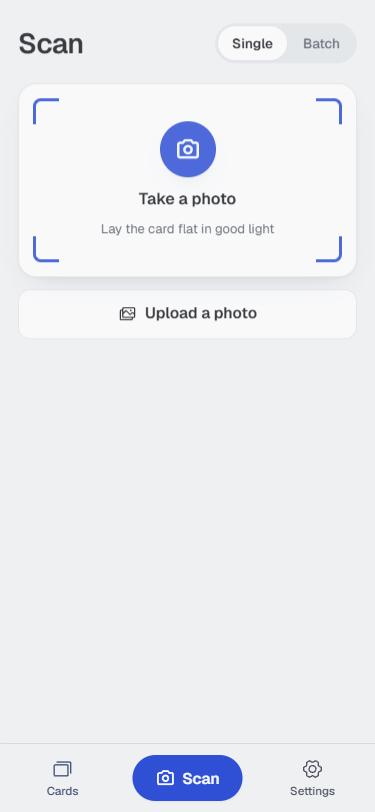 Scan
Single
Batch
Take a photo
Lay the card flat in good light
Upload a photo
Cards
Scan
Settings